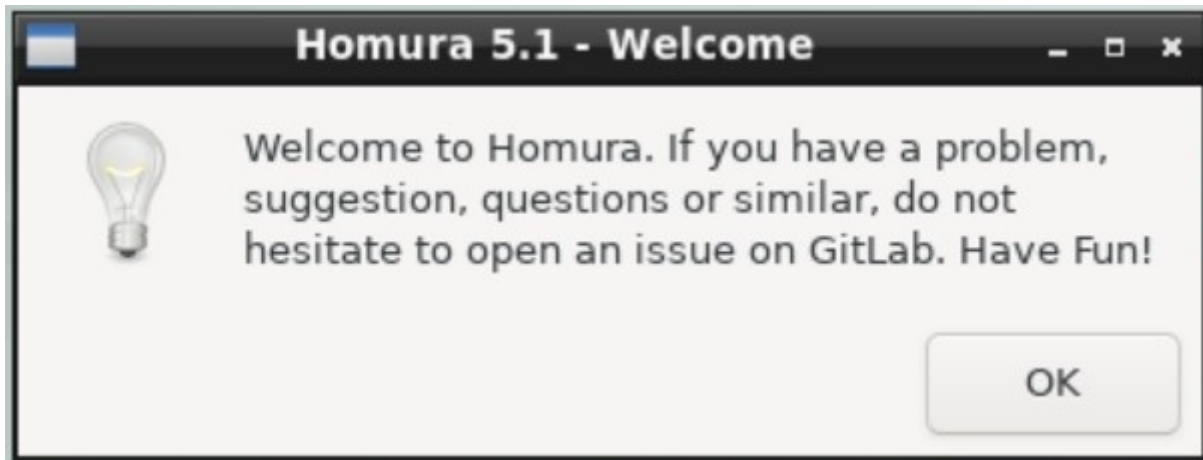 Homura 5.1 - Welcome
Welcome to Homura. If you have a problem,
suggestion, questions or similar, do not
hesitate to open an issue on GitLab. Have Fun!
OK